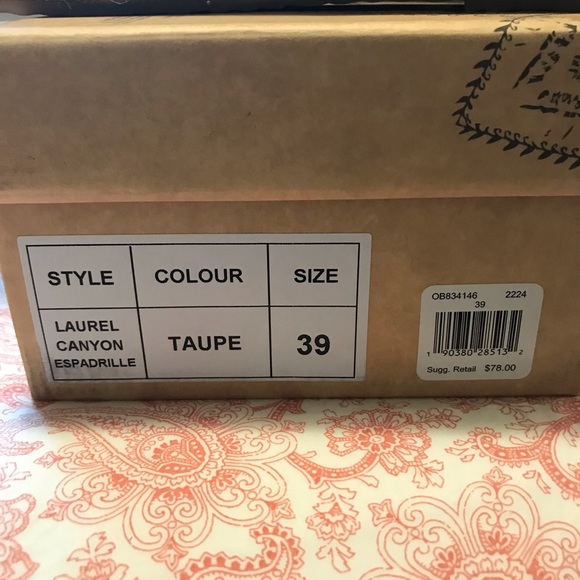 STYLE COLOUR SIZE
LAUREL CANYON ESPADRILLE TAUPE 39
OB834146 2224
39
1 90380 28513 2
Sugg. Retail $78.00